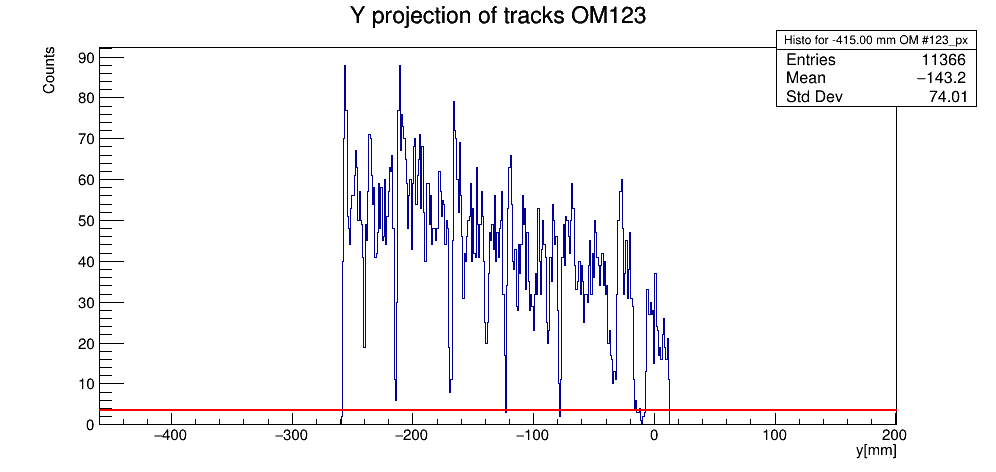 Y projection of tracks OM123
Histo for -415.00 mm OM #123_px
Entries 11366
Mean −143.2
Std Dev 74.01
Counts
90
80
70
60
50
40
30
20
10
0
−400 −300 −200 −100 0 100 200
y[mm]